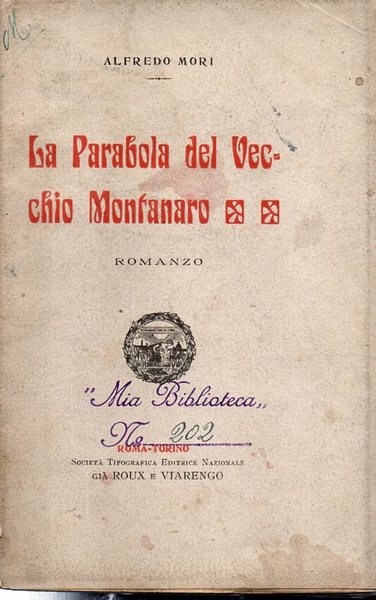 M
ALFREDO MORI
La Parabola del Vec-
chio Montanaro
ROMANZO
"Mia Biblioteca„
No 202
ROMA-TORINO
SOCIETÀ TIPOGRAFICA EDITRICE NAZIONALE
GIÀ ROUX E VIARENGO